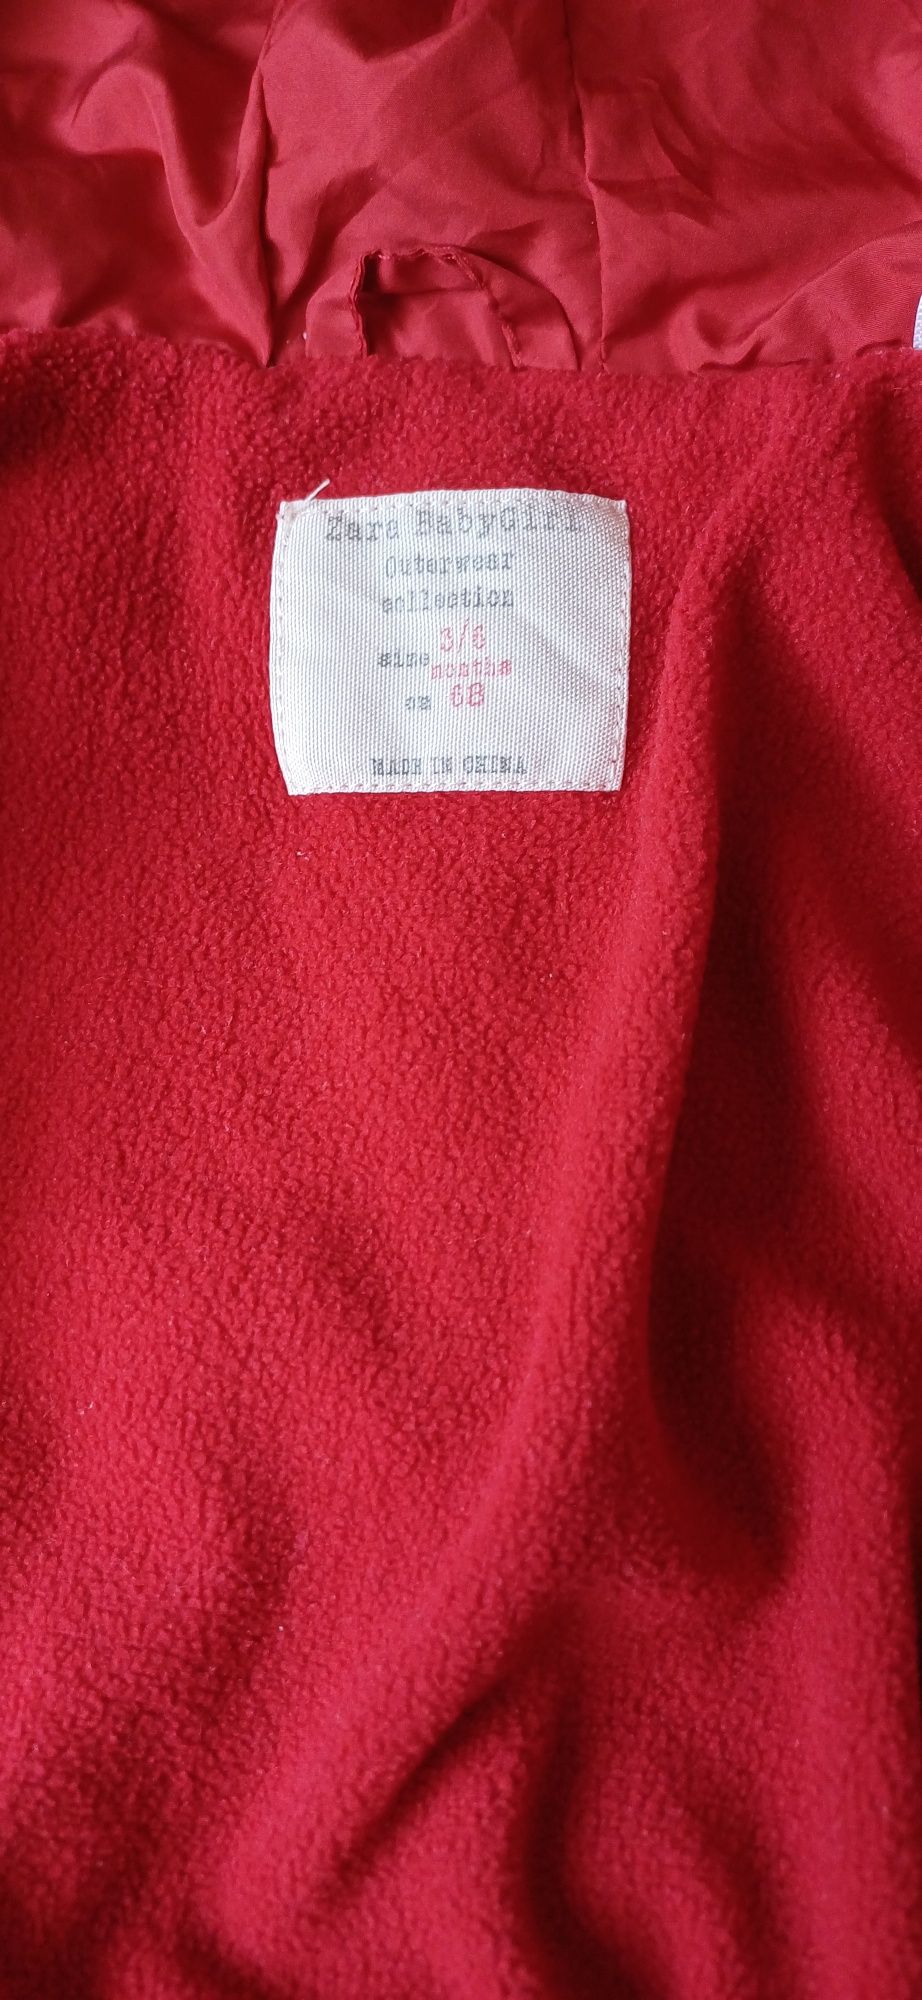 Zara BabyGirl
Outerwear
collection
size 3/6
months
cm 68
MADE IN CHINA